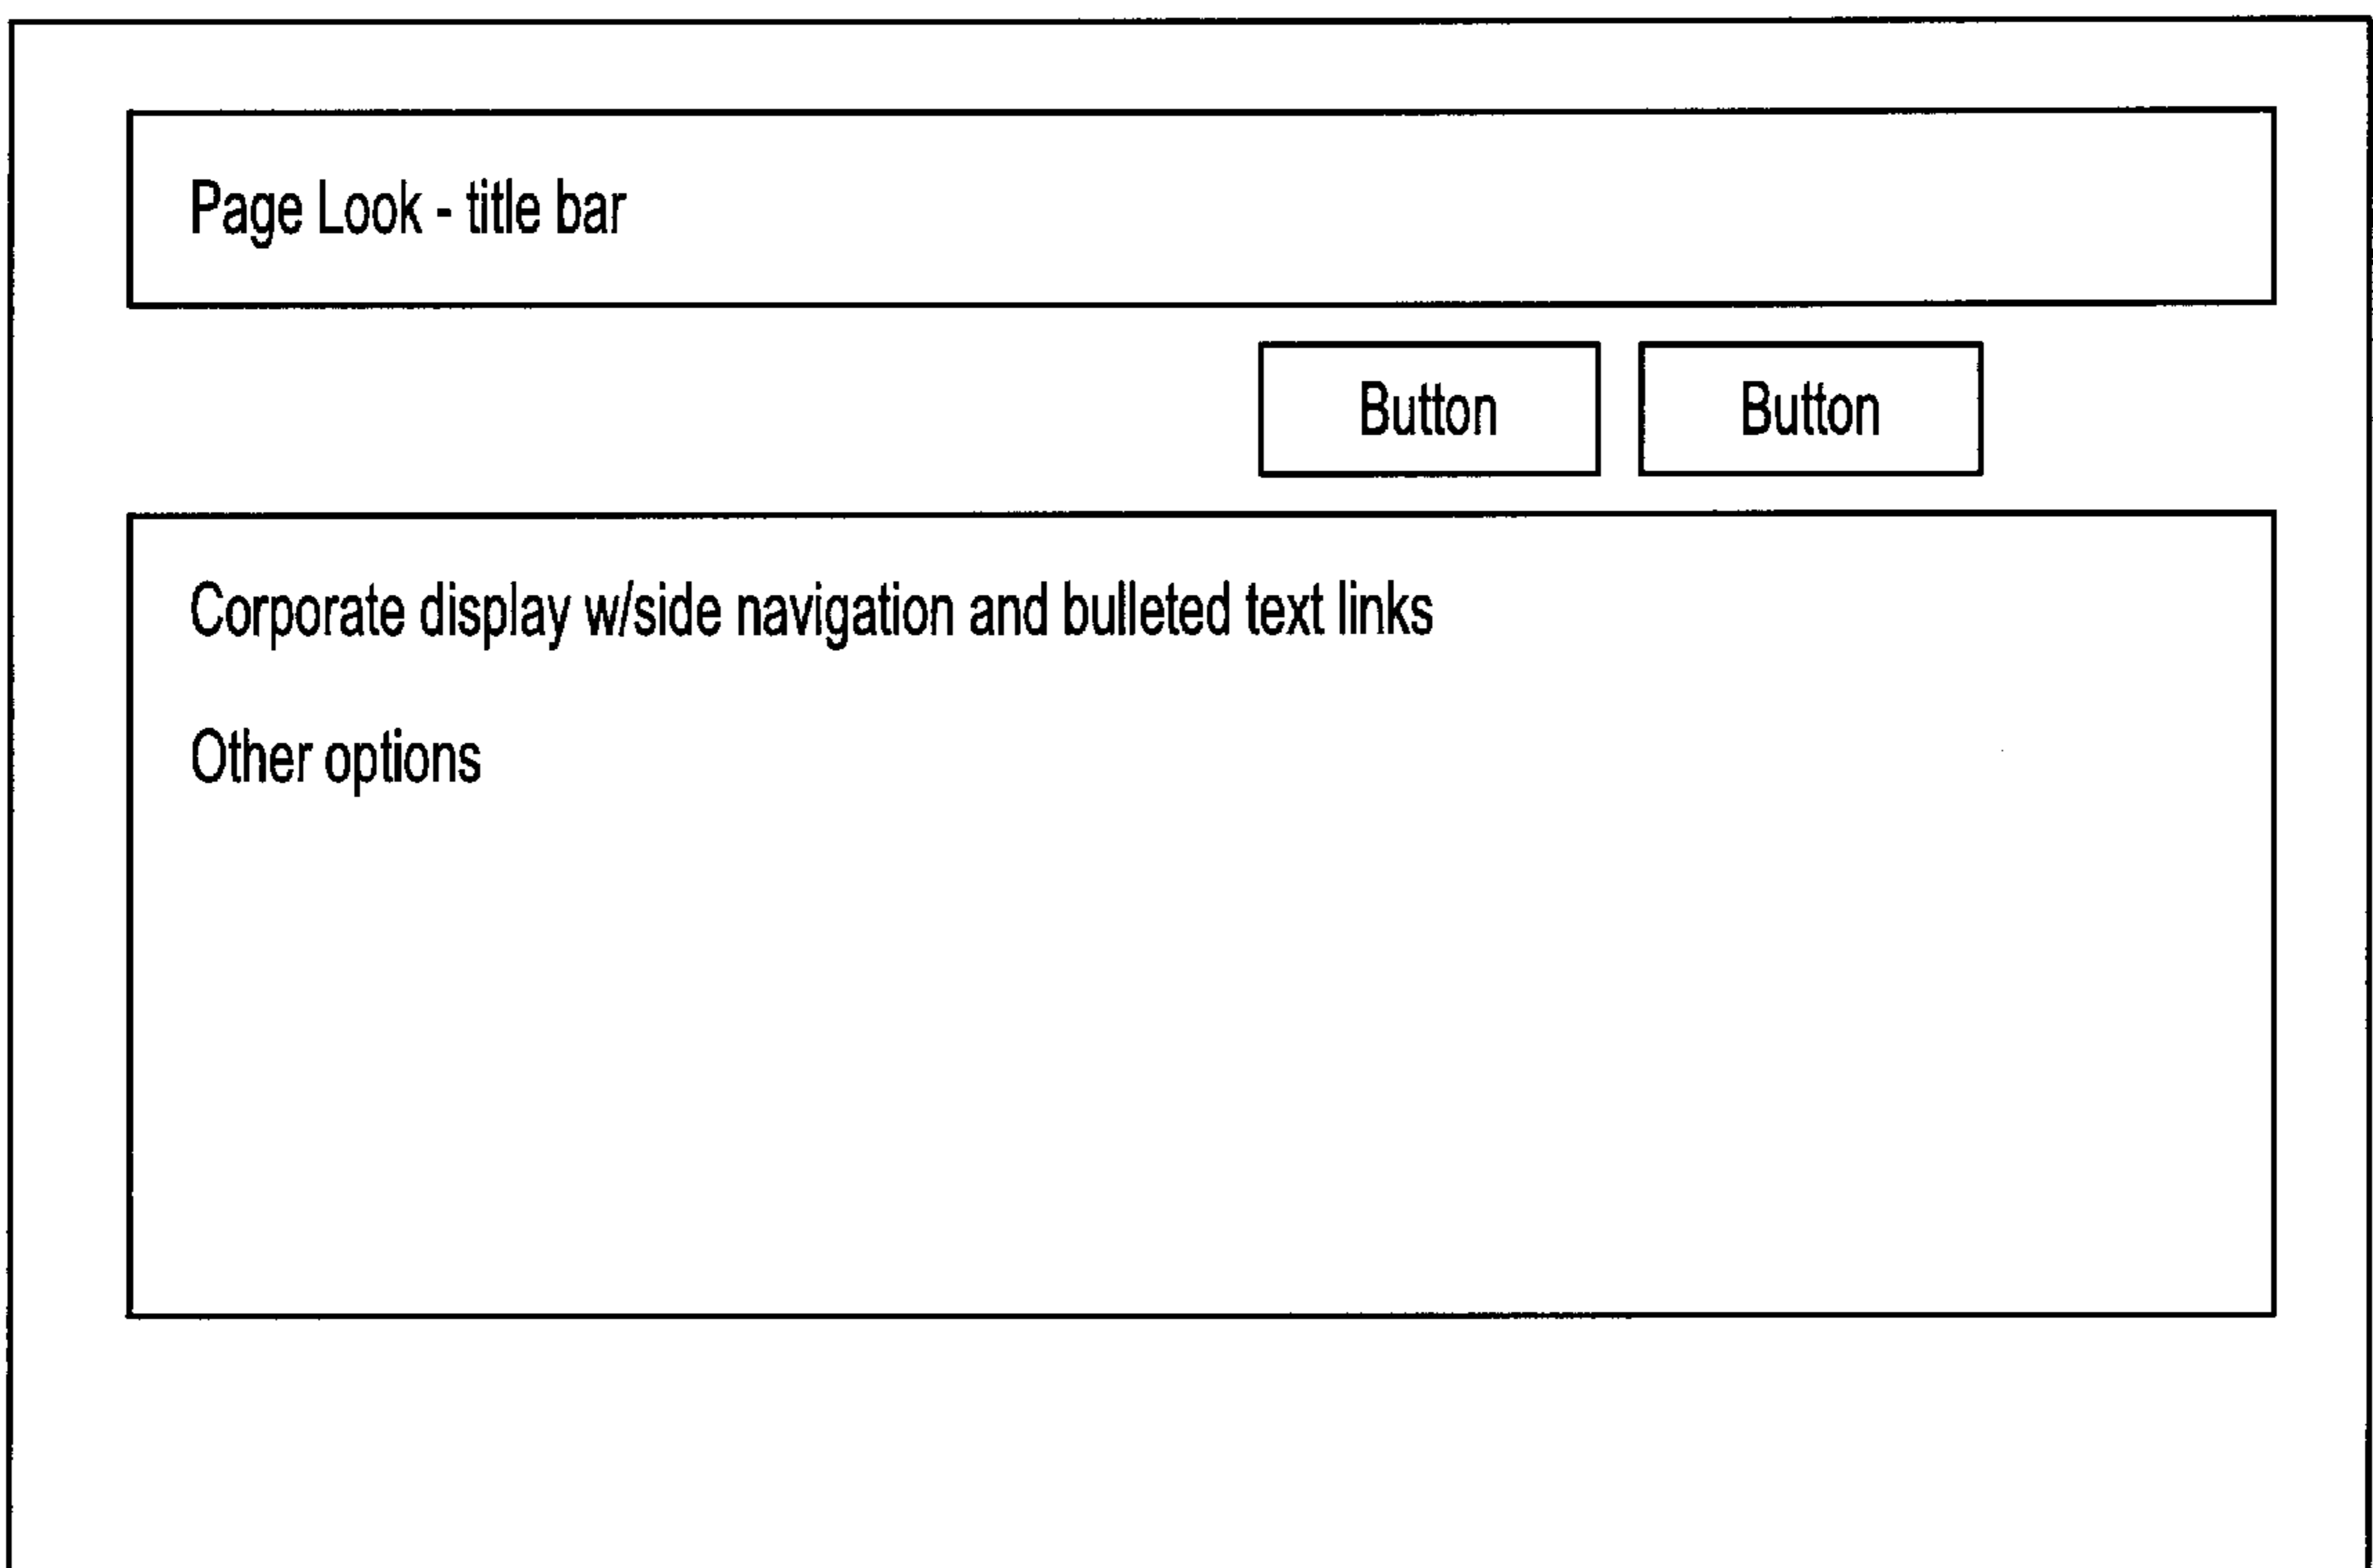 Page Look - title bar
Button Button
Corporate display w/side navigation and bulleted text links
Other options